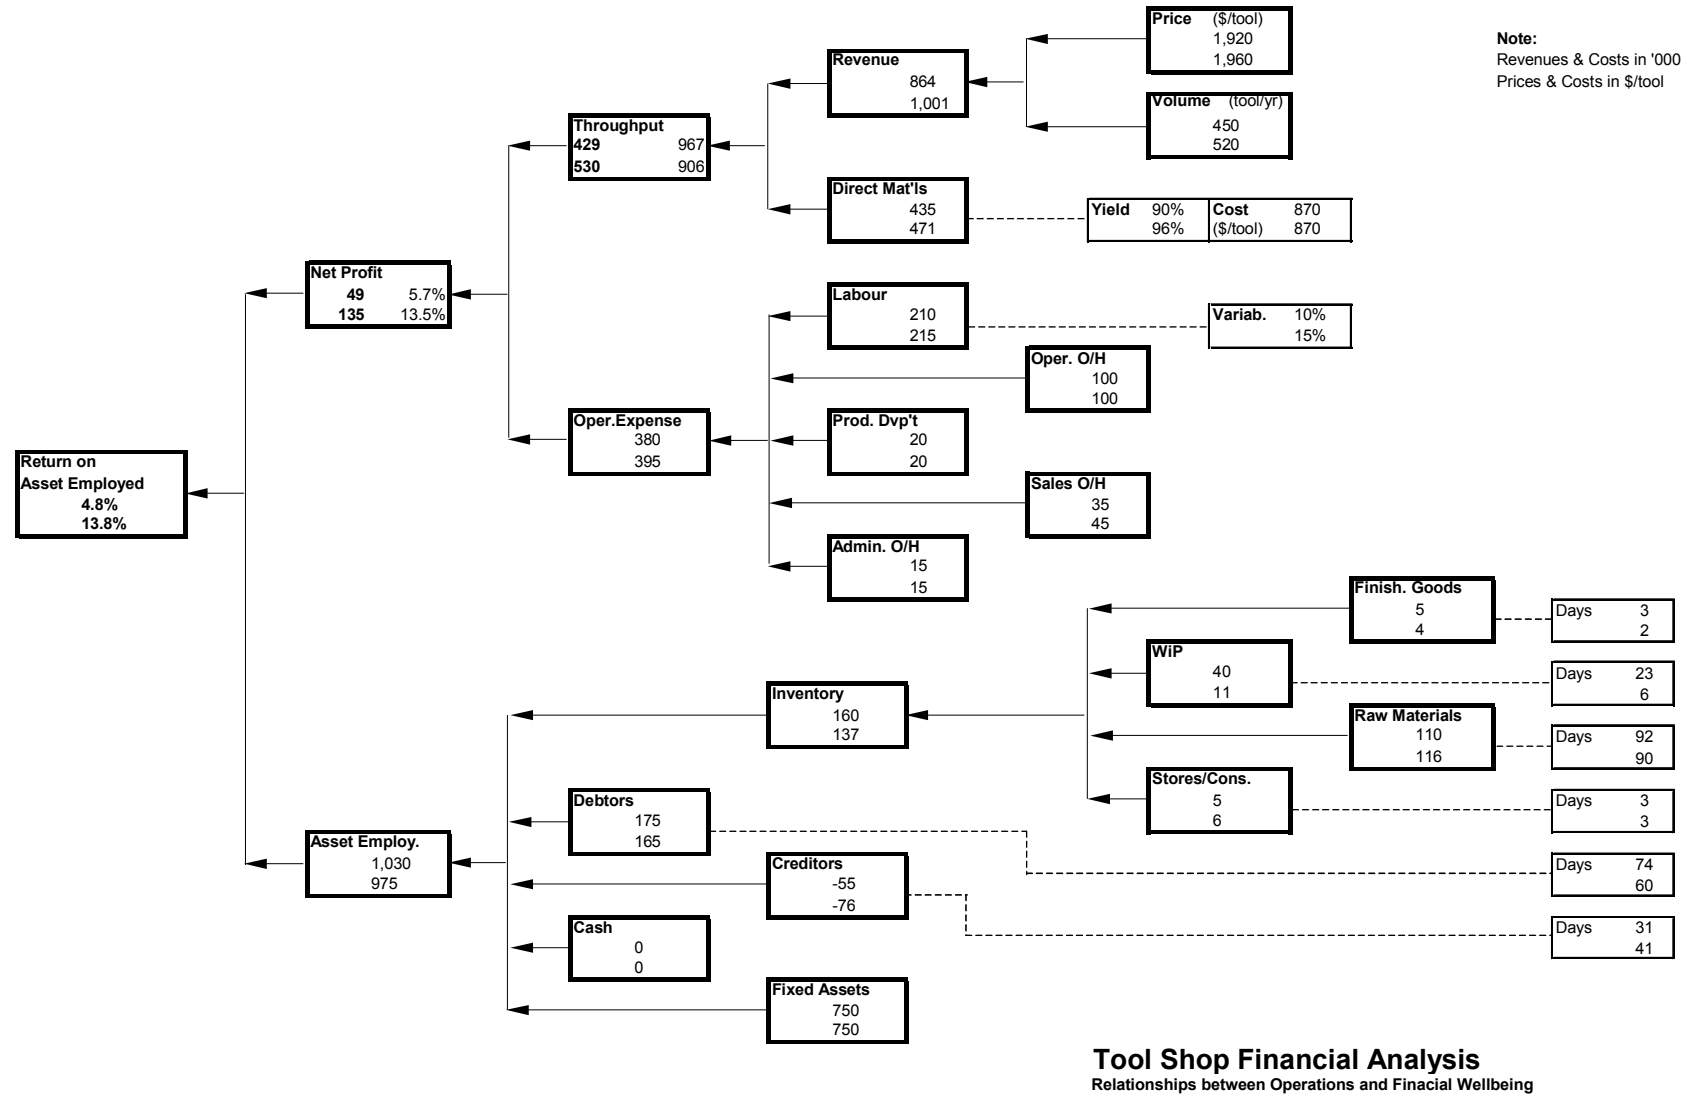 Price ($/tool)
1,920
1,960
Note:
Revenues & Costs in '000
Prices & Costs in $/tool
Revenue
864
1,001
Volume (tool/yr)
450
520
Throughput
429 967
530 906
Direct Mat'ls
435
471
Yield 90% Cost 870
96% ($/tool) 870
Net Profit
49 5.7%
135 13.5%
Labour
210
215
Variab. 10%
15%
Oper. O/H
100
100
Oper.Expense
380
395
Prod. Dvp't
20
20
Return on
Asset Employed
4.8%
13.8%
Sales O/H
35
45
Admin. O/H
15
15
Finish. Goods
5
4
Days 3
2
WiP
40
11
Days 23
6
Inventory
160
137
Raw Materials
110
116
Days 92
90
Stores/Cons.
5
6
Days 3
3
Debtors
175
165
Asset Employ.
1,030
975
Creditors
-55
-76
Days 74
60
Cash
0
0
Days 31
41
Fixed Assets
750
750
Tool Shop Financial Analysis
Relationships between Operations and Finacial Wellbeing